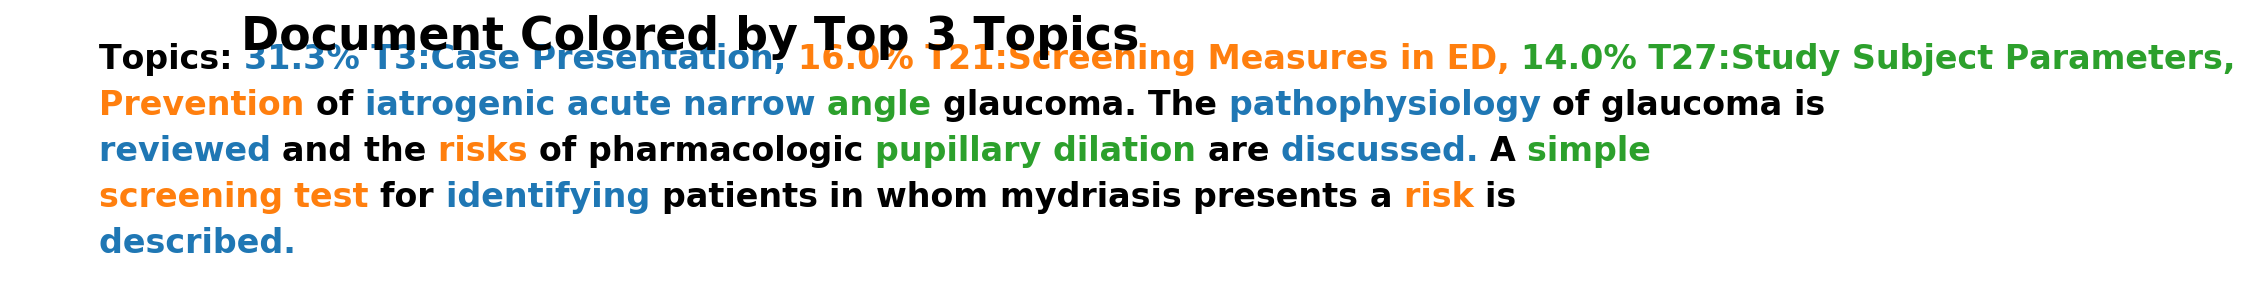 Document Colored by Top 3 Topics
Topics: 31.3% T3:Case Presentation, 16.0% T21:Screening Measures in ED, 14.0% T27:Study Subject Parameters,
Prevention of iatrogenic acute narrow angle glaucoma. The pathophysiology of glaucoma is
reviewed and the risks of pharmacologic pupillary dilation are discussed. A simple
screening test for identifying patients in whom mydriasis presents a risk is
described.